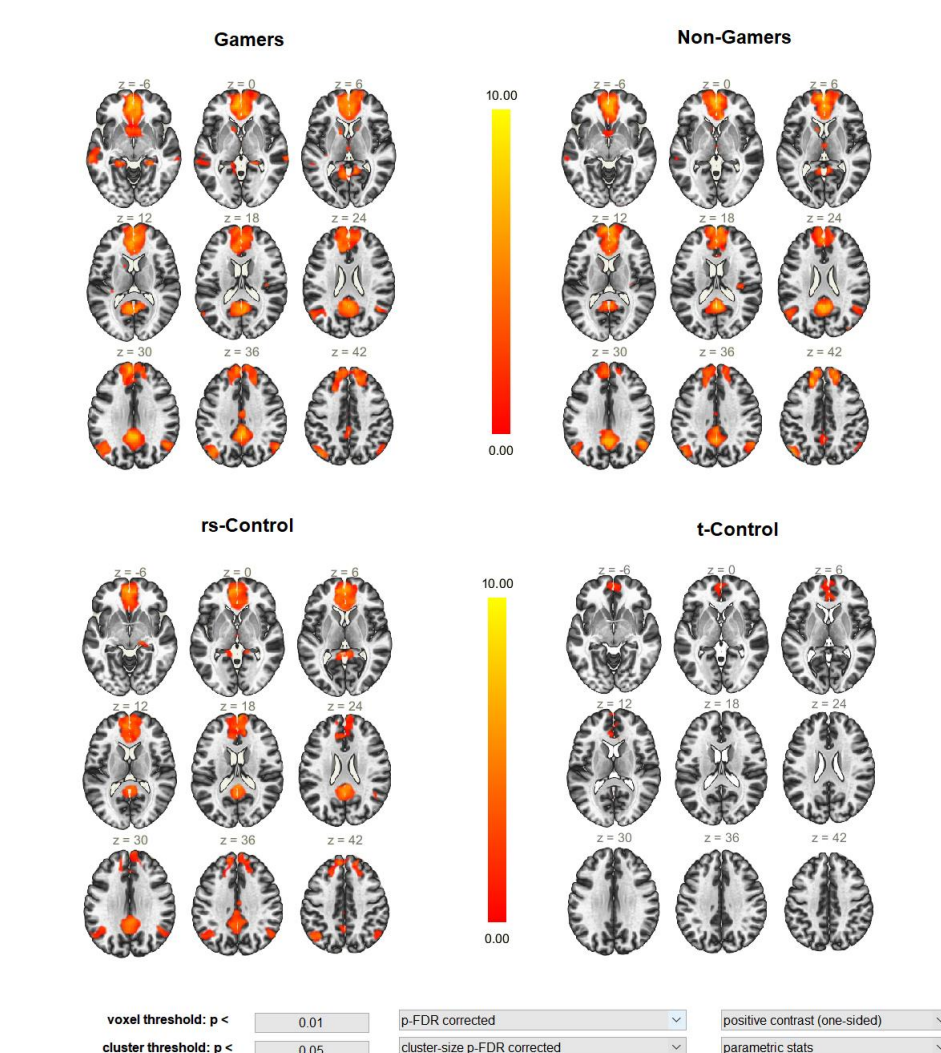 Gamers
Non-Gamers
z = -6 z = 0 z = 6
z = -6 z = 0 z = 6
10.00
z = 12 z = 18 z = 24
z = 12 z = 18 z = 24
z = 30 z = 36 z = 42
z = 30 z = 36 z = 42
0.00
rs-Control
t-Control
z = -6 z = 0 z = 6
z = -6 z = 0 z = 6
10.00
z = 12 z = 18 z = 24
z = 12 z = 18 z = 24
z = 30 z = 36 z = 42
z = 30 z = 36 z = 42
0.00
voxel threshold: p < 0.01 p-FDR corrected positive contrast (one-sided)
cluster threshold: p < 0.05 cluster-size p-FDR corrected parametric stats